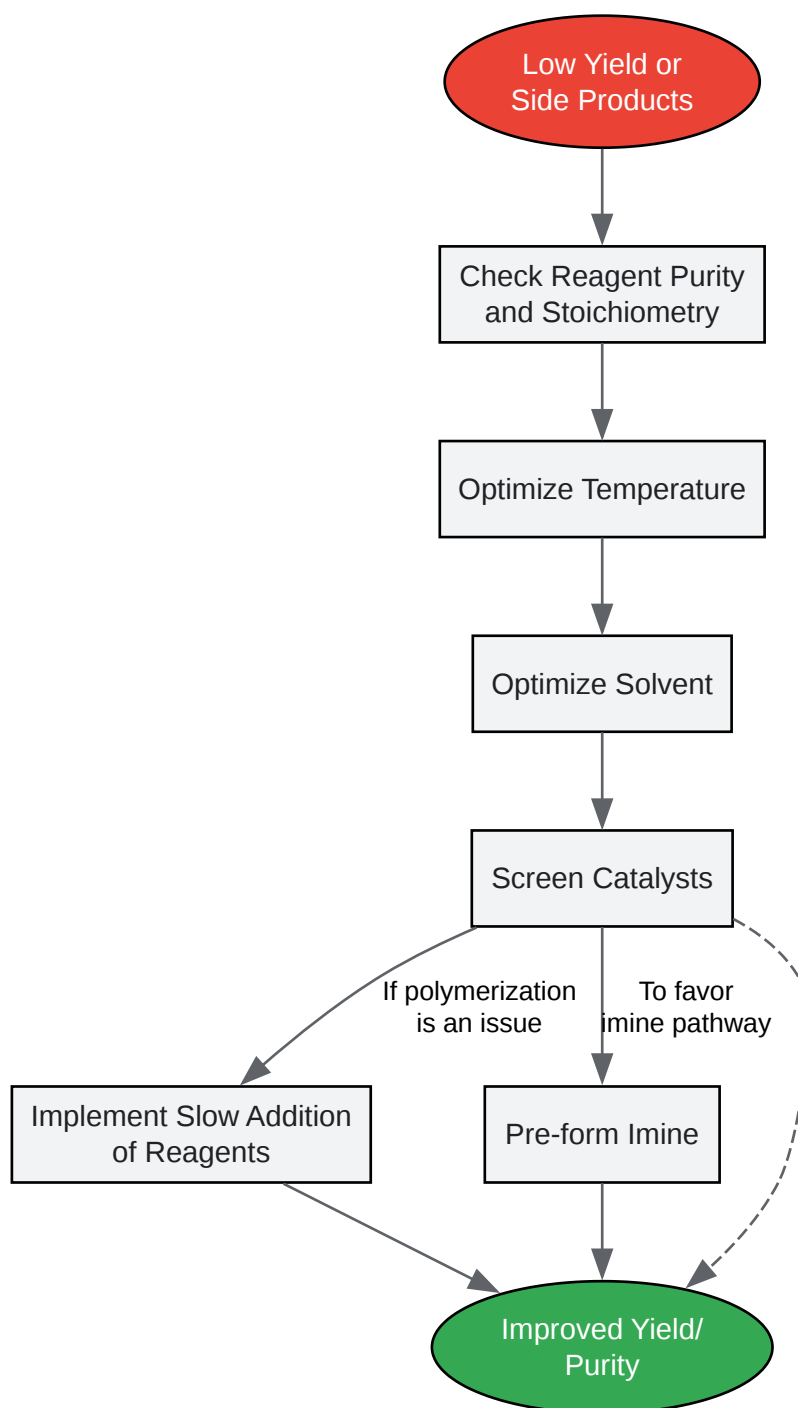 Low Yield or
Side Products
Check Reagent Purity
and Stoichiometry
Optimize Temperature
Optimize Solvent
Screen Catalysts
If polymerization
is an issue
To favor
imine pathway
Implement Slow Addition
of Reagents
Pre-form Imine
Improved Yield/
Purity